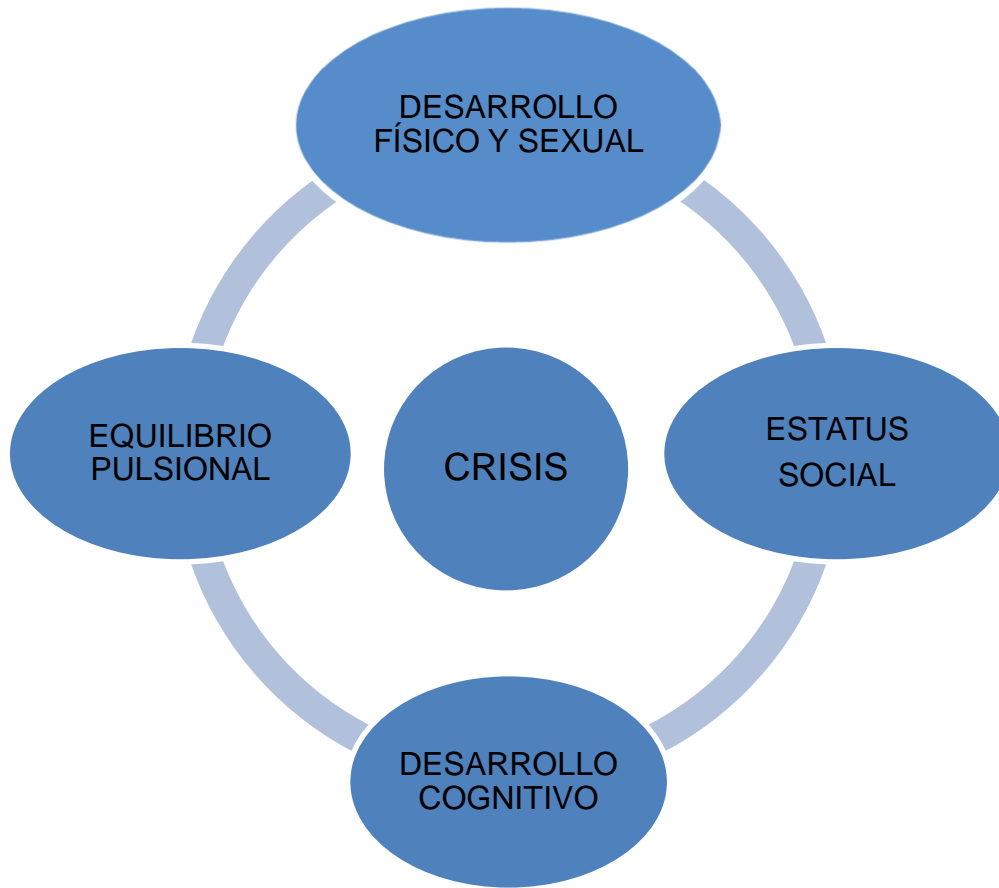 DESARROLLO
FÍSICO Y SEXUAL
EQUILIBRIO
PULSIONAL
CRISIS
ESTATUS
SOCIAL
DESARROLLO
COGNITIVO